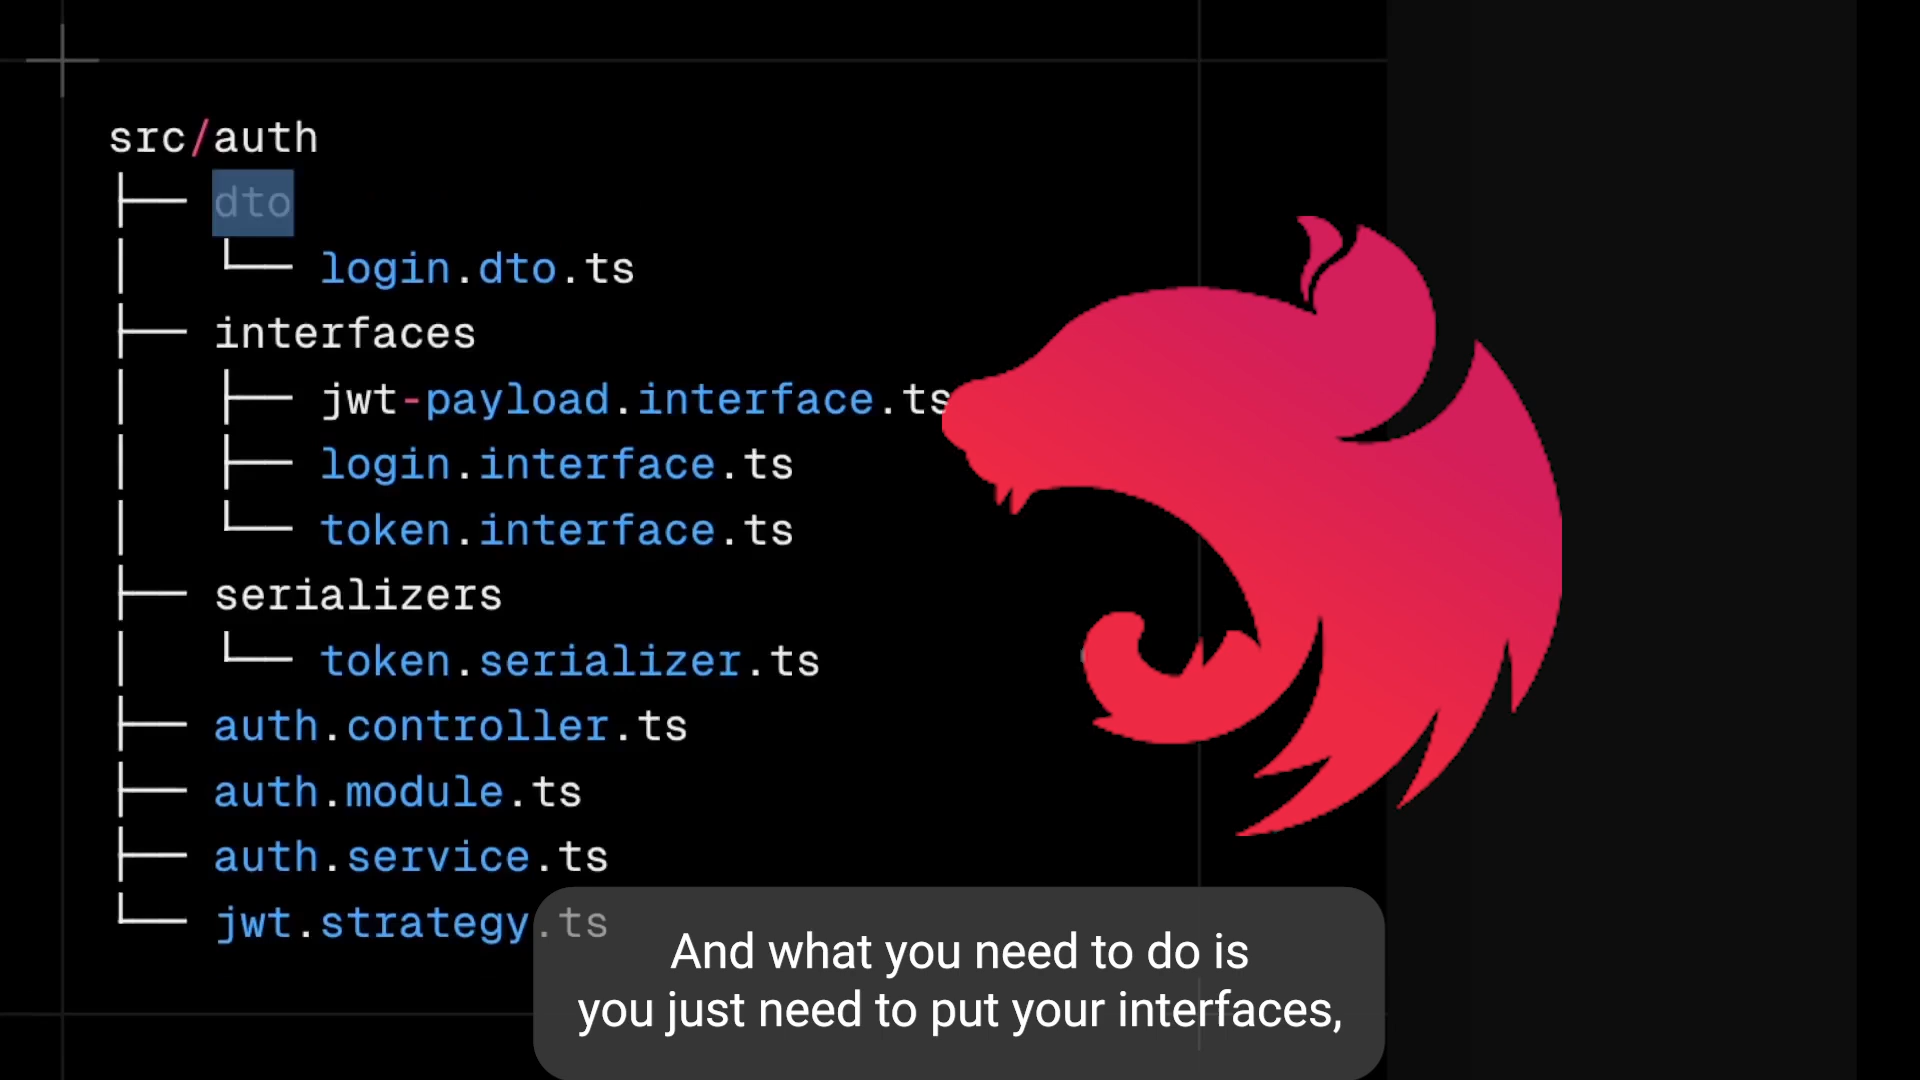 src/auth
├── dto
│   └── login.dto.ts
├── interfaces
│   ├── jwt-payload.interface.ts
│   ├── login.interface.ts
│   └── token.interface.ts
├── serializers
│   └── token.serializer.ts
├── auth.controller.ts
├── auth.module.ts
├── auth.service.ts
└── jwt.strategy.ts
And what you need to do is
you just need to put your interfaces,